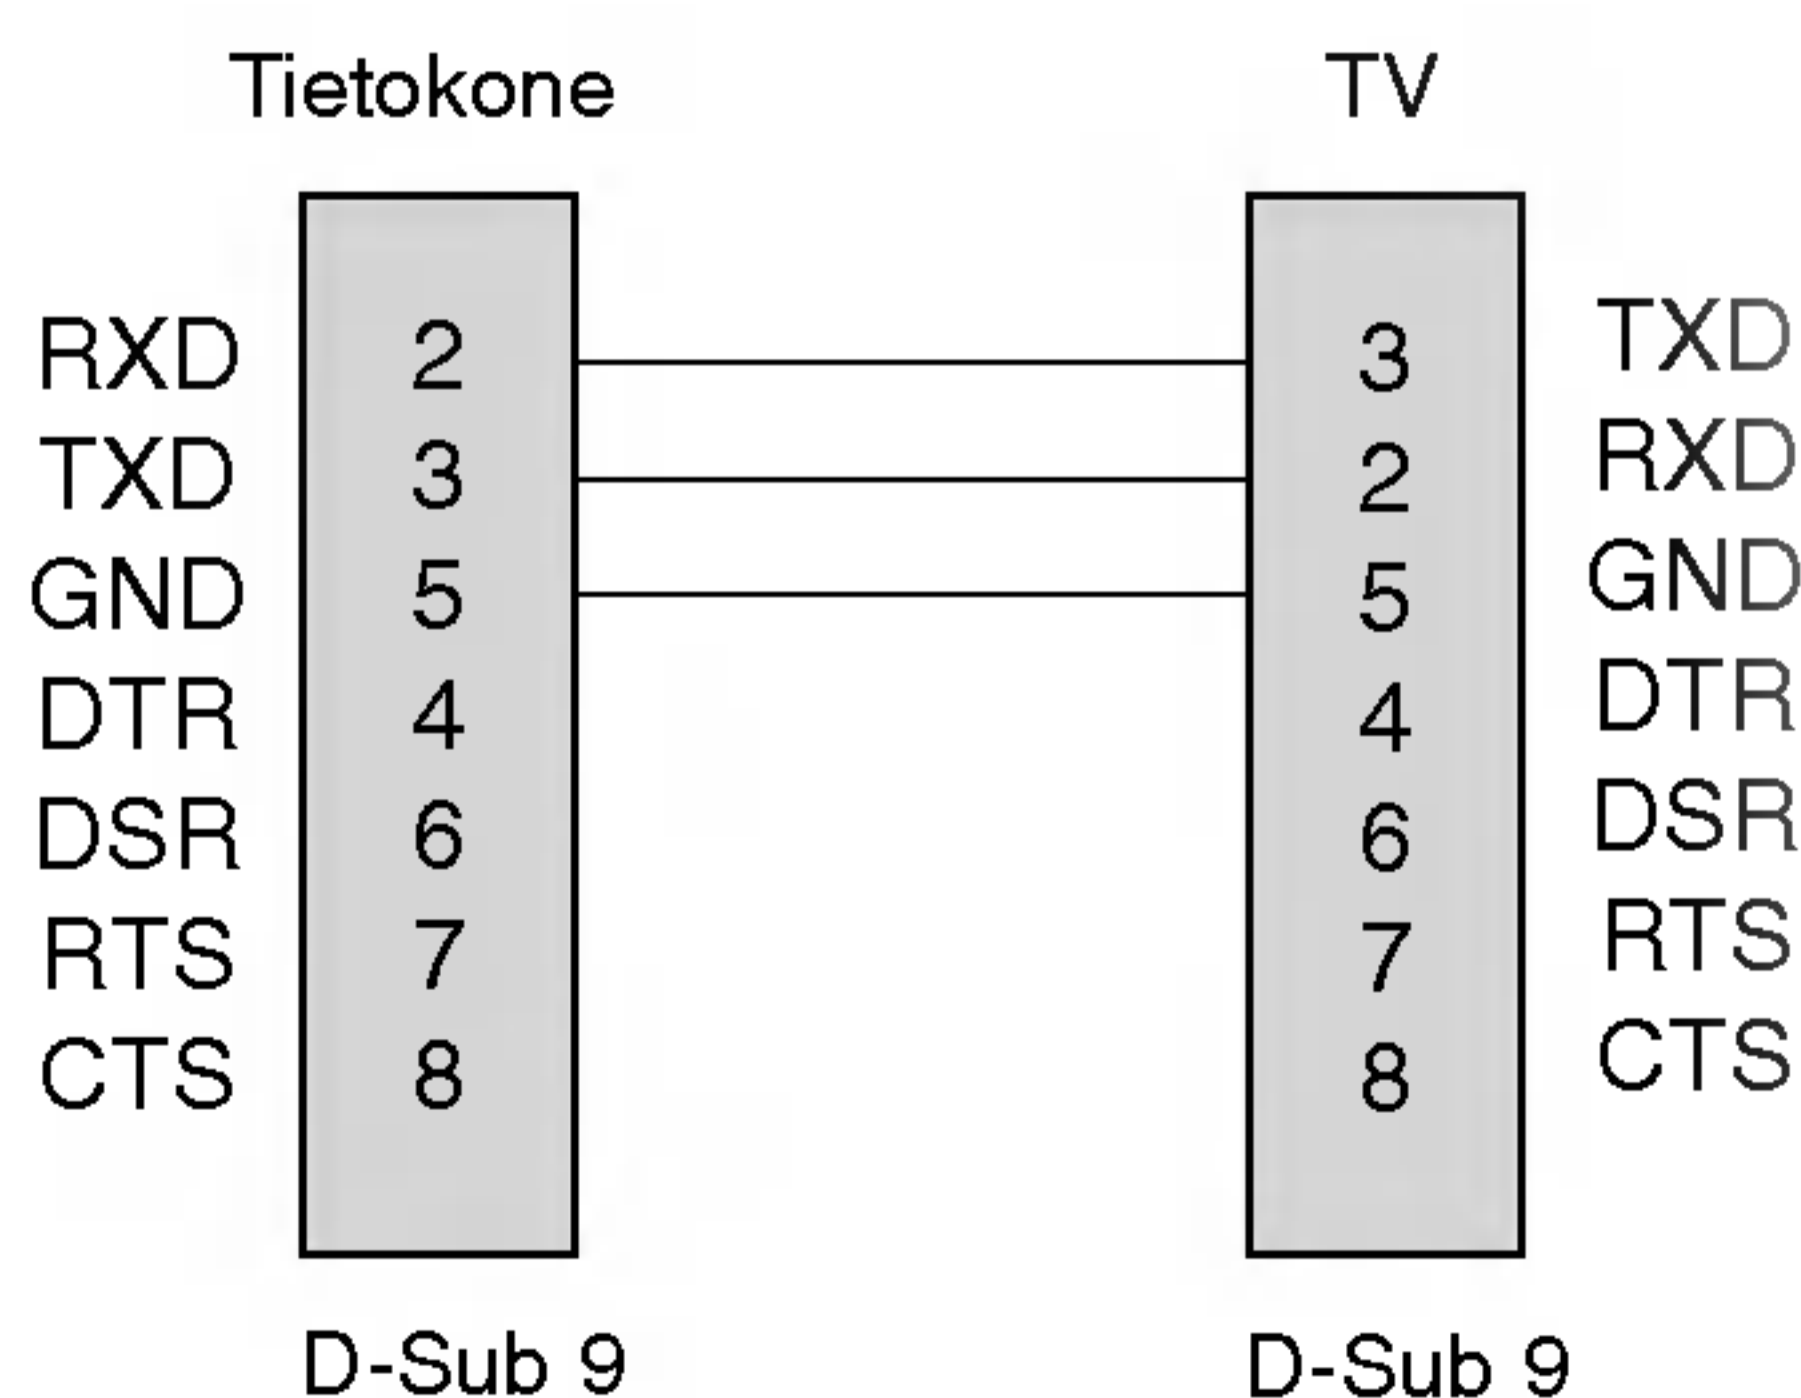 Tietokone TV
RXD 2 3 TXD
TXD 3 2 RXD
GND 5 5 GND
DTR 4 4 DTR
DSR 6 6 DSR
RTS 7 7 RTS
CTS 8 8 CTS
D-Sub 9 D-Sub 9